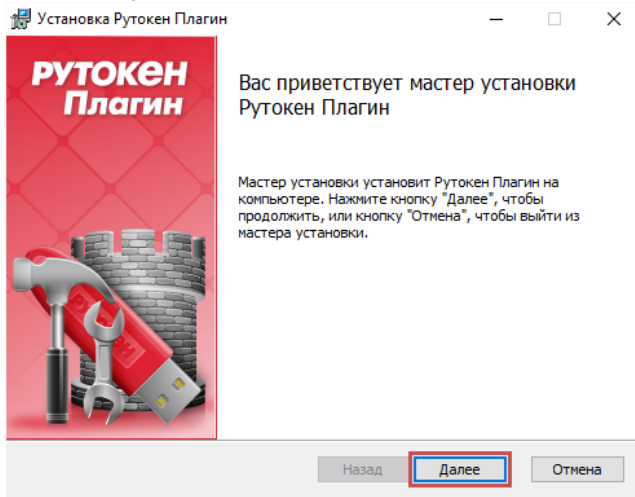 Установка Рутокен Плагин
рутокен
Плагин
Вас приветствует мастер установки
Рутокен Плагин
Мастер установки установит Рутокен Плагин на
компьютере. Нажмите кнопку "Далее", чтобы
продолжить, или кнопку "Отмена", чтобы выйти из
мастера установки.
РУТОКЕН
Назад
Далее
Отмена